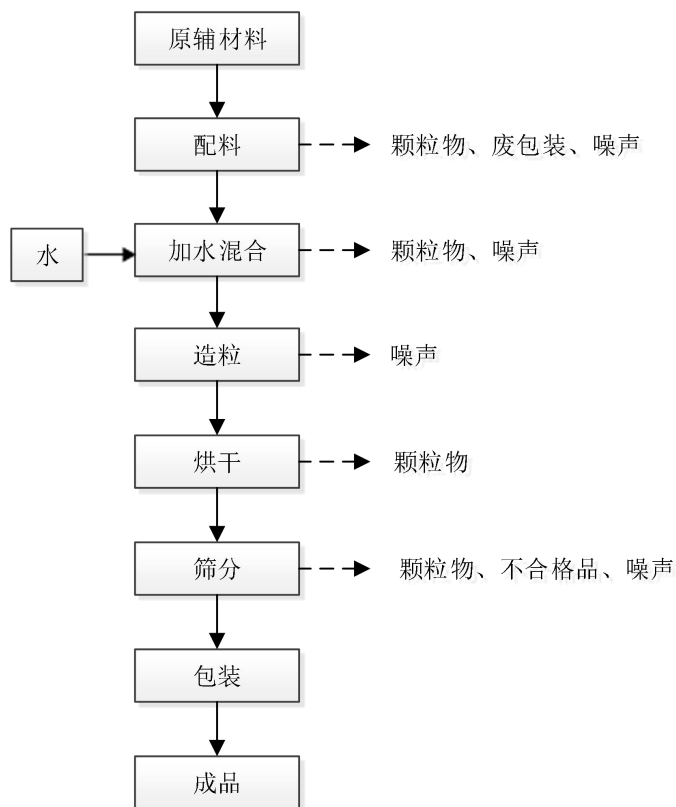 原辅材料
配料
颗粒物、废包装、噪声
水
加水混合
颗粒物、噪声
造粒
噪声
烘干
颗粒物
筛分
颗粒物、不合格品、噪声
包装
成品